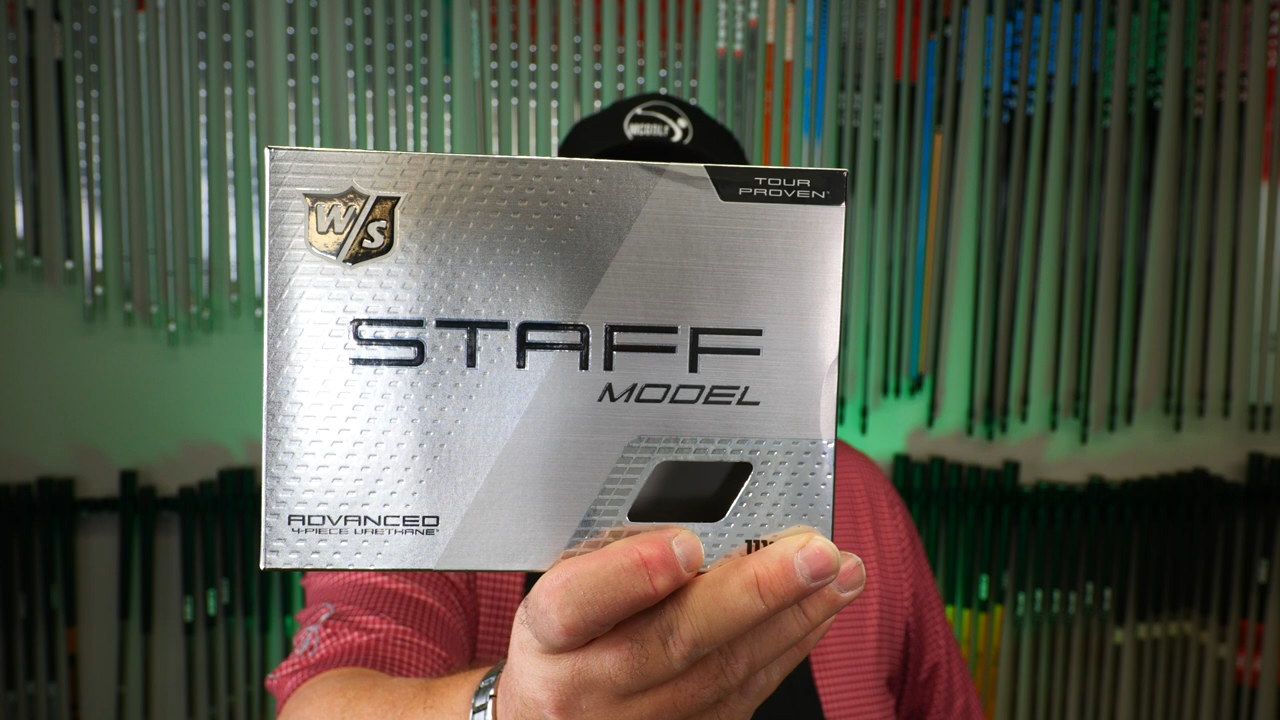 TOUR
PROVEN
W/S
STAFF
MODEL
ADVANCED
4-PIECE URETHANE